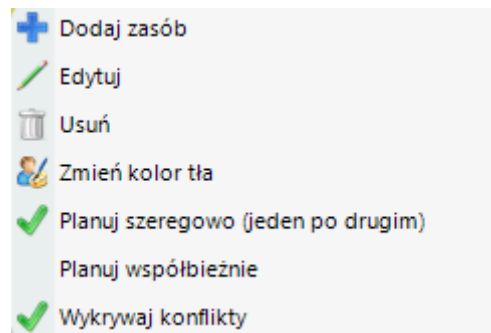 Dodaj zasób
Edytuj
Usuń
Zmień kolor tła
Planuj szeregowo (jeden po drugim)
Planuj współbieżnie
Wykrywaj konflikty